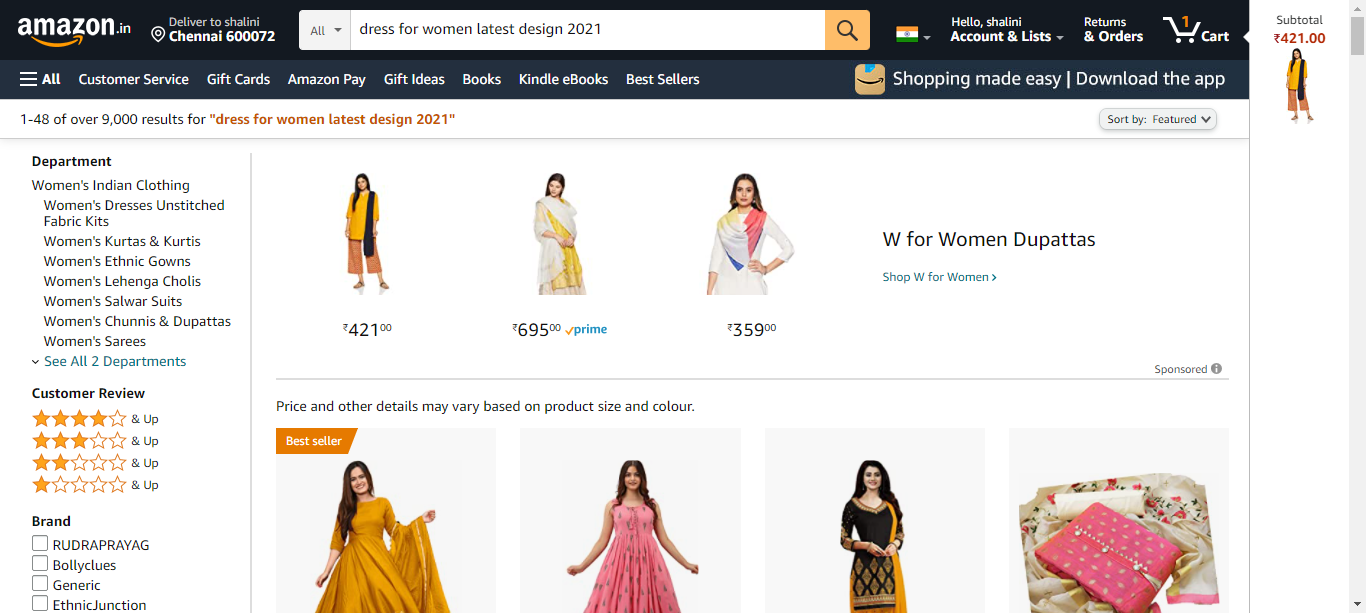 amazon.in
Deliver to shalini
Chennai 600072
All
dress for women latest design 2021
Hello, shalini
Account & Lists
Returns
& Orders
1
Cart
Subtotal
₹421.00
All
Customer Service
Gift Cards
Amazon Pay
Gift Ideas
Books
Kindle eBooks
Best Sellers
Shopping made easy | Download the app
1-48 of over 9,000 results for "dress for women latest design 2021"
Sort by: Featured
Department
Women's Indian Clothing
Women's Dresses Unstitched
Fabric Kits
Women's Kurtas & Kurtis
Women's Ethnic Gowns
Women's Lehenga Cholis
Women's Salwar Suits
Women's Chunnis & Dupattas
Women's Sarees
See All 2 Departments
Customer Review
& Up
& Up
& Up
& Up
Brand
RUDRAPRAYAG
Bollyclues
Generic
EthnicJunction
W for Women Dupattas
Shop W for Women
₹42100
₹69500 prime
₹35900
Sponsored
Price and other details may vary based on product size and colour.
Best seller